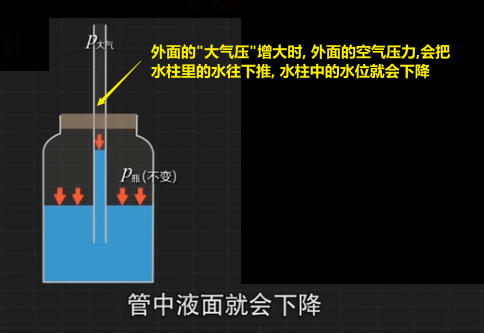 p大气
外面的"大气压"增大时, 外面的空气压力,会把
水柱里的水往下推, 水柱中的水位就会下降
p瓶(不变)
管中液面就会下降